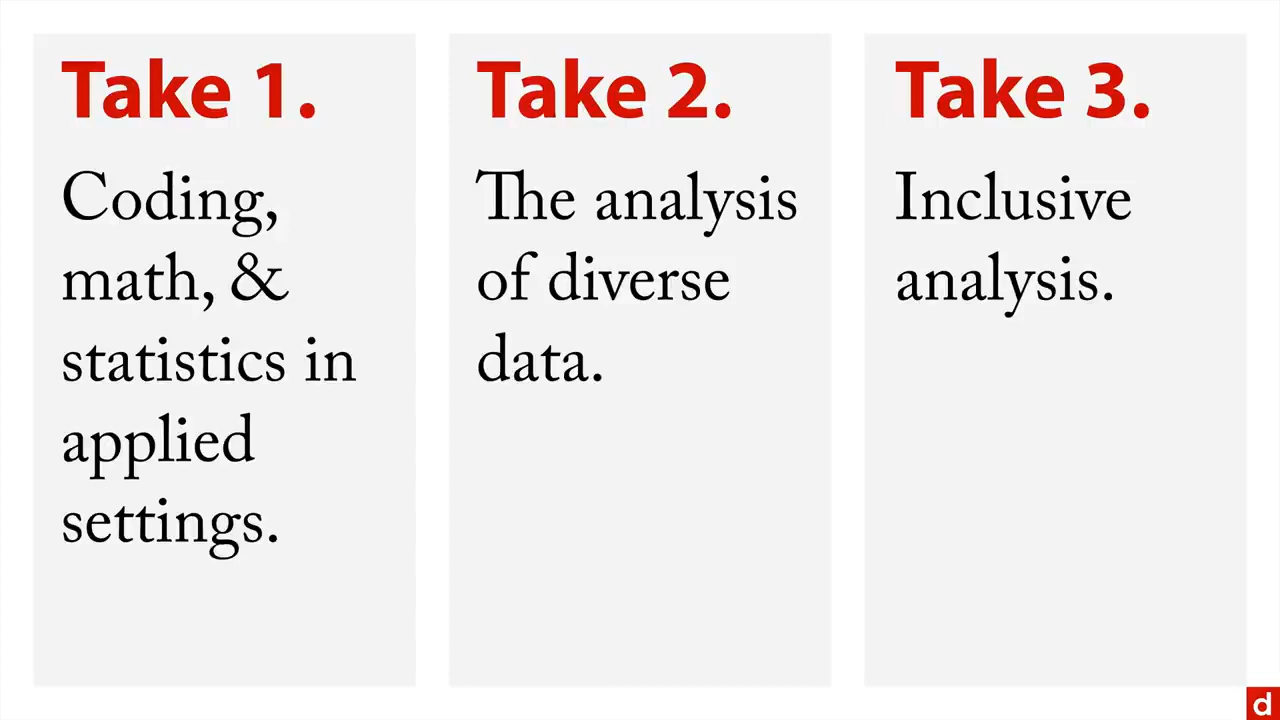 Take 1.
Coding,
math, &
statistics in
applied
settings.
Take 2.
The analysis
of diverse
data.
Take 3.
Inclusive
analysis.
d